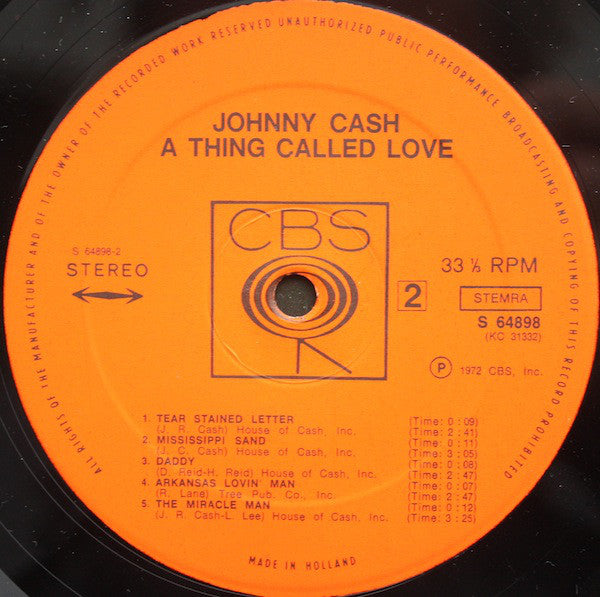 ALL RIGHTS OF THE MANUFACTURER AND OF THE OWNER OF THE RECORDED WORK RESERVED UNAUTHORIZED PUBLIC PERFORMANCE BROADCASTING AND COPYING OF THIS RECORD PROHIBITED
JOHNNY CASH
A THING CALLED LOVE
CBS
S 64898-2
STEREO
33 ⅓ RPM
2
STEMRA
S 64898
(KC 31332)
Ⓟ 1972 CBS, Inc.
1. TEAR STAINED LETTER (Time: 0:09)
(J. R. Cash) House of Cash, Inc. (Time: 2:41)
2. MISSISSIPPI SAND (Time: 0:11)
(J. C. Cash) House of Cash, Inc. (Time: 3:05)
3. DADDY (Time: 0:08)
(D. Reid-H. Reid) House of Cash, Inc. (Time: 2:47)
4. ARKANSAS LOVIN' MAN (Time: 0:07)
(R. Lane) Tree Pub. Co., Inc. (Time: 2:47)
5. THE MIRACLE MAN (Time: 0:12)
(J. R. Cash-L. Lee) House of Cash, Inc. (Time: 3:25)
MADE IN HOLLAND